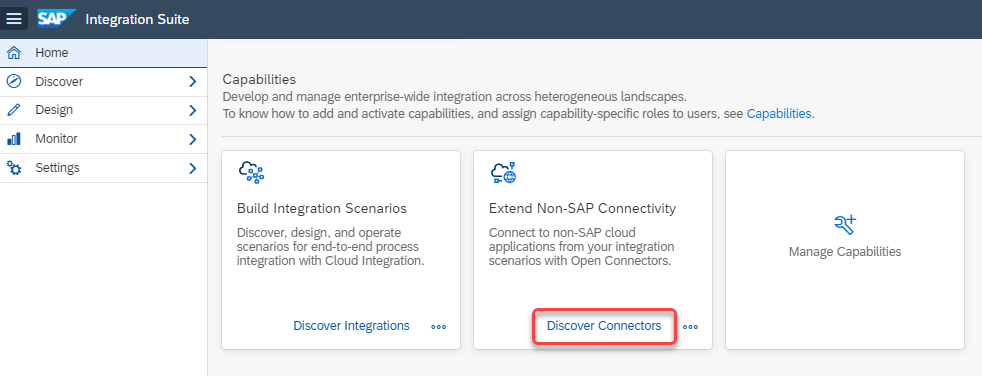 SAP Integration Suite
Home
Discover
Design
Monitor
Settings
Capabilities
Develop and manage enterprise-wide integration across heterogeneous landscapes.
To know how to add and activate capabilities, and assign capability-specific roles to users, see Capabilities.
Build Integration Scenarios
Discover, design, and operate
scenarios for end-to-end process
integration with Cloud Integration.
Discover Integrations
Extend Non-SAP Connectivity
Connect to non-SAP cloud
applications from your integration
scenarios with Open Connectors.
Discover Connectors
Manage Capabilities